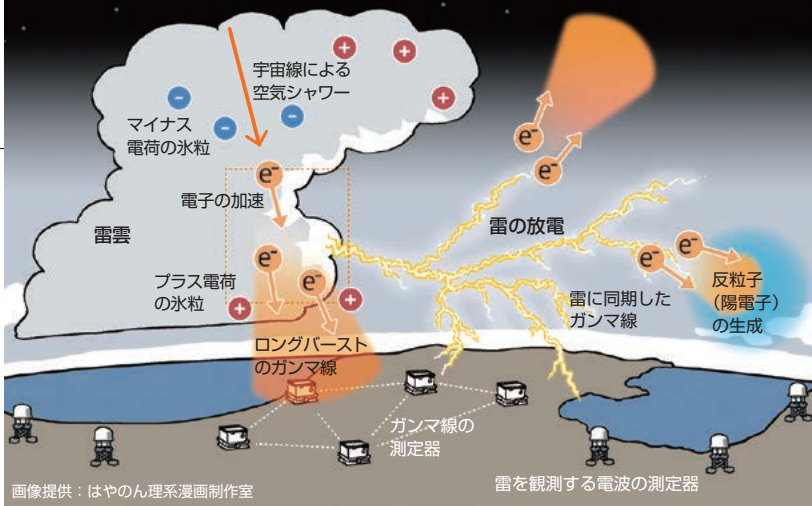 宇宙線による
空気シャワー
マイナス
電荷の氷粒
e-
電子の加速
雷雲
e-
e-
プラス電荷
の氷粒
ロングバースト
のガンマ線
e-
e-
雷の放電
e-
e-
反粒子
（陽電子）
の生成
雷に同期した
ガンマ線
ガンマ線の
測定器
雷を観測する電波の測定器
画像提供：はやのん理系漫画制作室